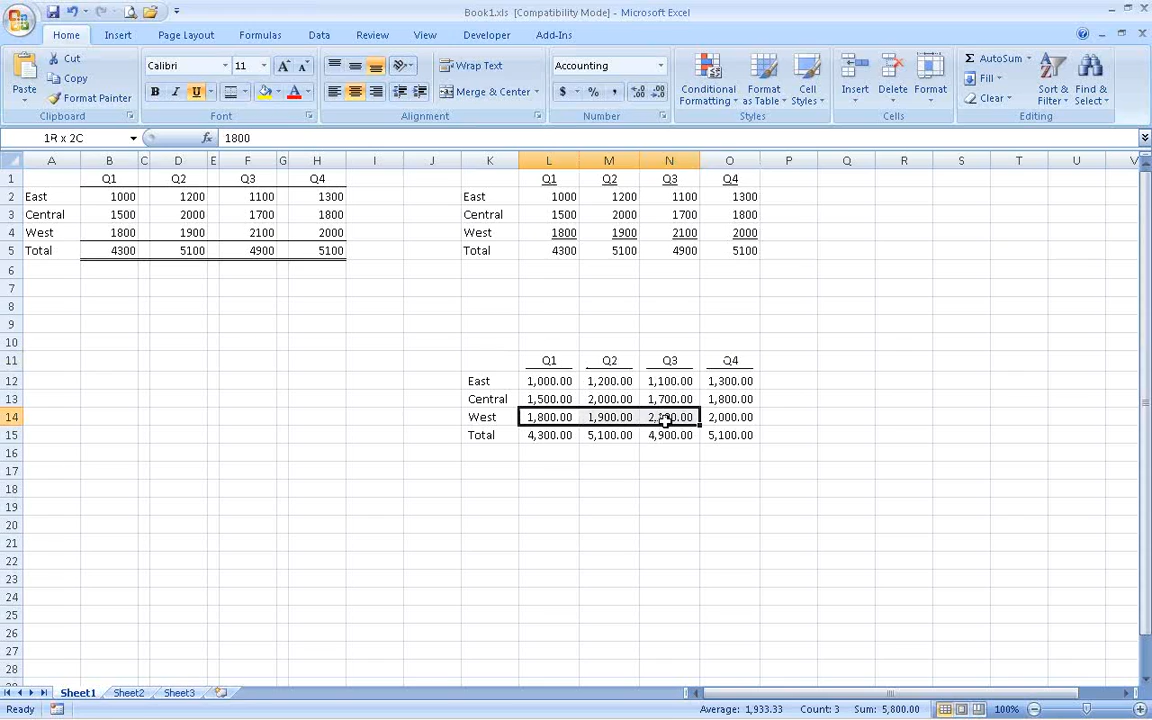 Book1.xls [Compatibility Mode] - Microsoft Excel
Home Insert Page Layout Formulas Data Review View Developer Add-Ins
Paste
Cut
Copy
Format Painter
Clipboard
Calibri 11
B I U
Font
Wrap Text
Merge & Center
Alignment
Accounting
$ % ,
Number
Conditional Formatting
Format as Table
Cell Styles
Styles
Insert Delete Format
Cells
Σ AutoSum
Fill
Clear
Sort & Filter
Find & Select
Editing
1R x 2C fx 1800
A B C D E F G H I J K L M N O P Q R S T U V
1 Q1 Q2 Q3 Q4 Q1 Q2 Q3 Q4
2 East 1000 1200 1100 1300 East 1000 1200 1100 1300
3 Central 1500 2000 1700 1800 Central 1500 2000 1700 1800
4 West 1800 1900 2100 2000 West 1800 1900 2100 2000
5 Total 4300 5100 4900 5100 Total 4300 5100 4900 5100
6
7
8
9
10
11 Q1 Q2 Q3 Q4
12 East 1,000.00 1,200.00 1,100.00 1,300.00
13 Central 1,500.00 2,000.00 1,700.00 1,800.00
14 West 1,800.00 1,900.00 2,100.00 2,000.00
15 Total 4,300.00 5,100.00 4,900.00 5,100.00
16
17
18
19
20
21
22
23
24
25
26
27
28
Sheet1 Sheet2 Sheet3
Ready Average: 1,933.33 Count: 3 Sum: 5,800.00 100%